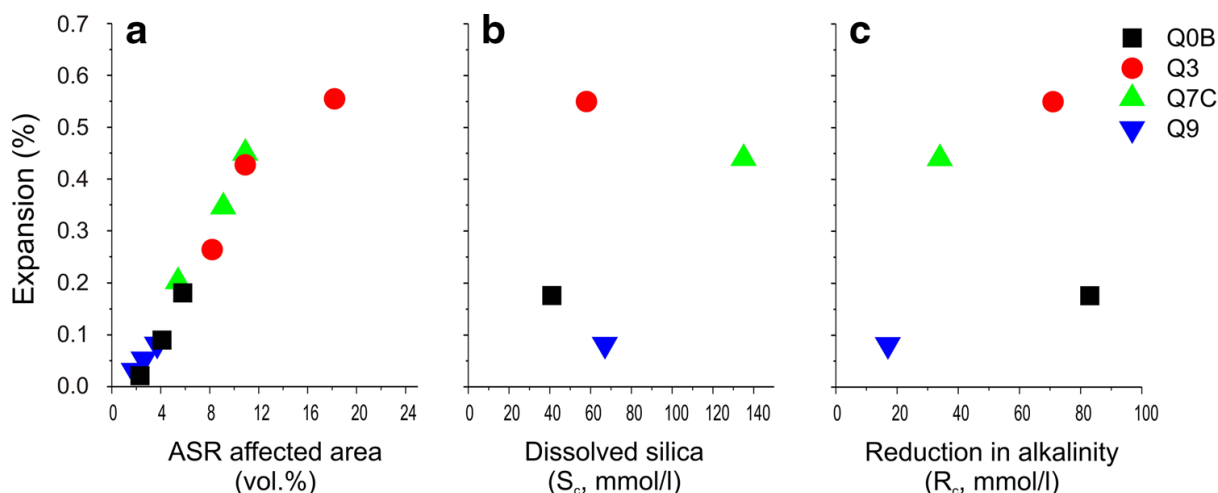 a
b
c
Q0B
Q3
Q7C
Q9
Expansion (%)
0.7
0.6
0.5
0.4
0.3
0.2
0.1
0.0
0 4 8 12 16 20 24
0 20 40 60 80 100 120 140
0 20 40 60 80 100
ASR affected area
(vol.%)
Dissolved silica
(Sc, mmol/l)
Reduction in alkalinity
(Rc, mmol/l)